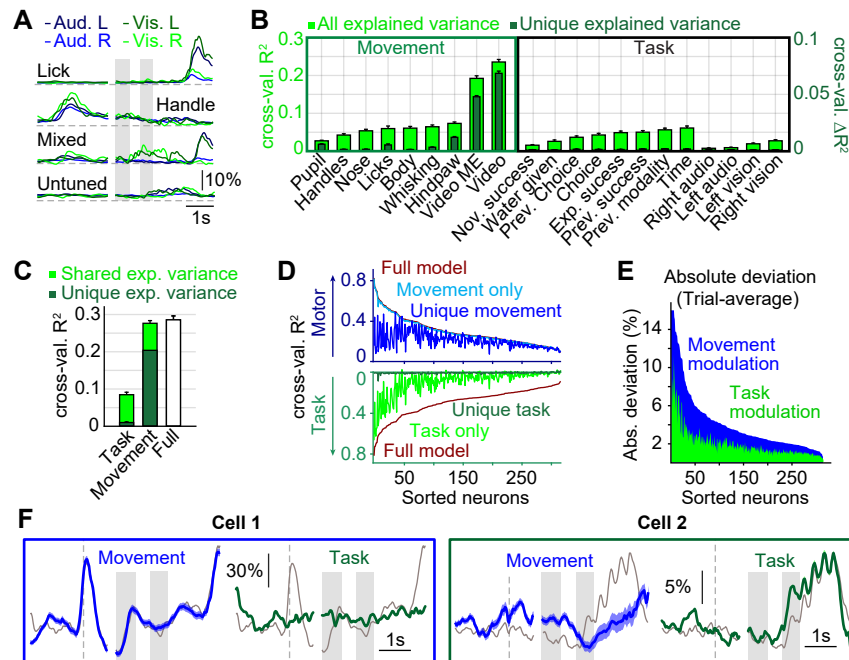 A
Aud. L Vis. L
Aud. R Vis. R
Lick
Handle
Mixed
Untuned
10%
1s
B
All explained variance Unique explained variance
Movement Task
cross-val. R²
0.3
0.2
0.1
0
0.1
0.05
0
cross-val. ΔR²
Pupil
Handles
Nose
Licks
Body
Whisking
Hindpaw
Video ME
Video
Nov. success
Water given
Prev. Choice
Choice
Exp. sucess
Prev. success
Prev. modality
Time
Right audio
Left audio
Left vision
Right vision
C
Shared exp. variance
Unique exp. variance
cross-val. R²
0.3
0.2
0.1
0
Task
Movement
Full
D
Full model
Movement only
Unique movement
Motor
cross-val. R²
Task
0.8
0.4
0
0.4
0.8
Unique task
Task only
Full model
50 150 250
Sorted neurons
E
Absolute deviation
(Trial-average)
Abs. deviation (%)
14
10
6
2
Movement
modulation
Task
modulation
50 150 250
Sorted neurons
F
Cell 1
Movement
30%
Task
1s
Cell 2
Movement
5%
Task
1s